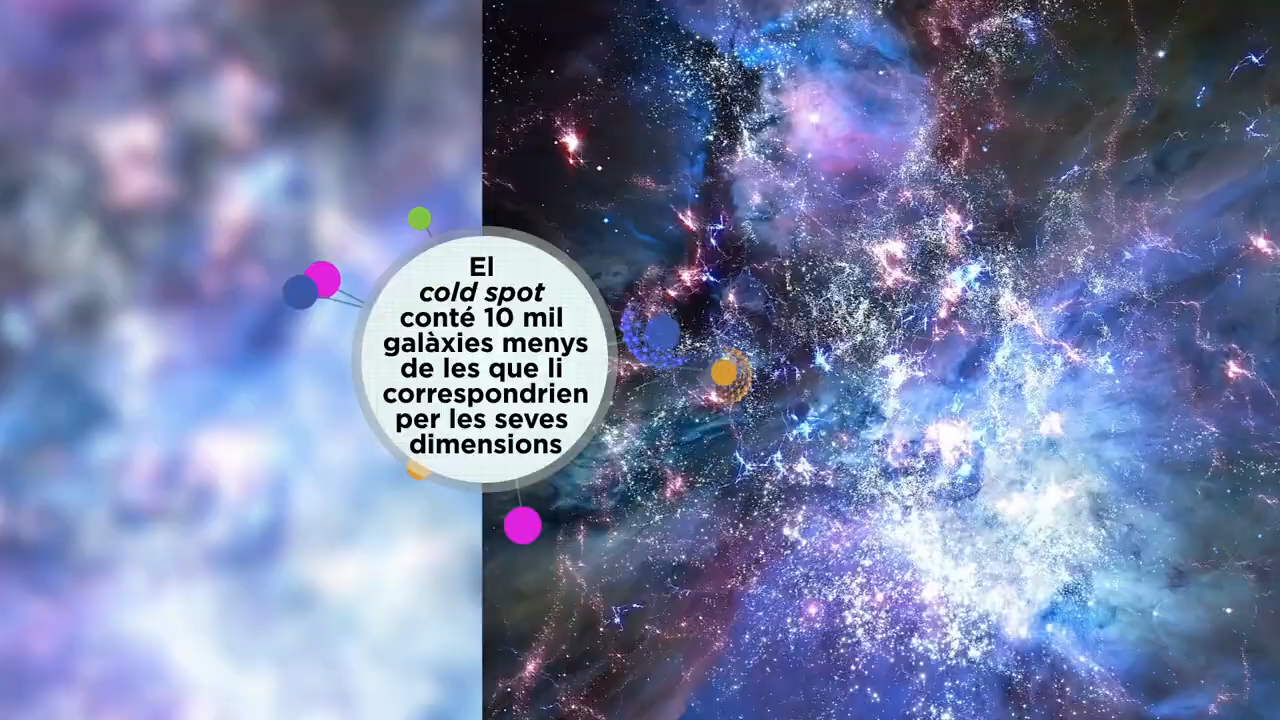 El
cold spot
conté 10 mil
galàxies menys
de les que li
correspondrien
per les seves
dimensions